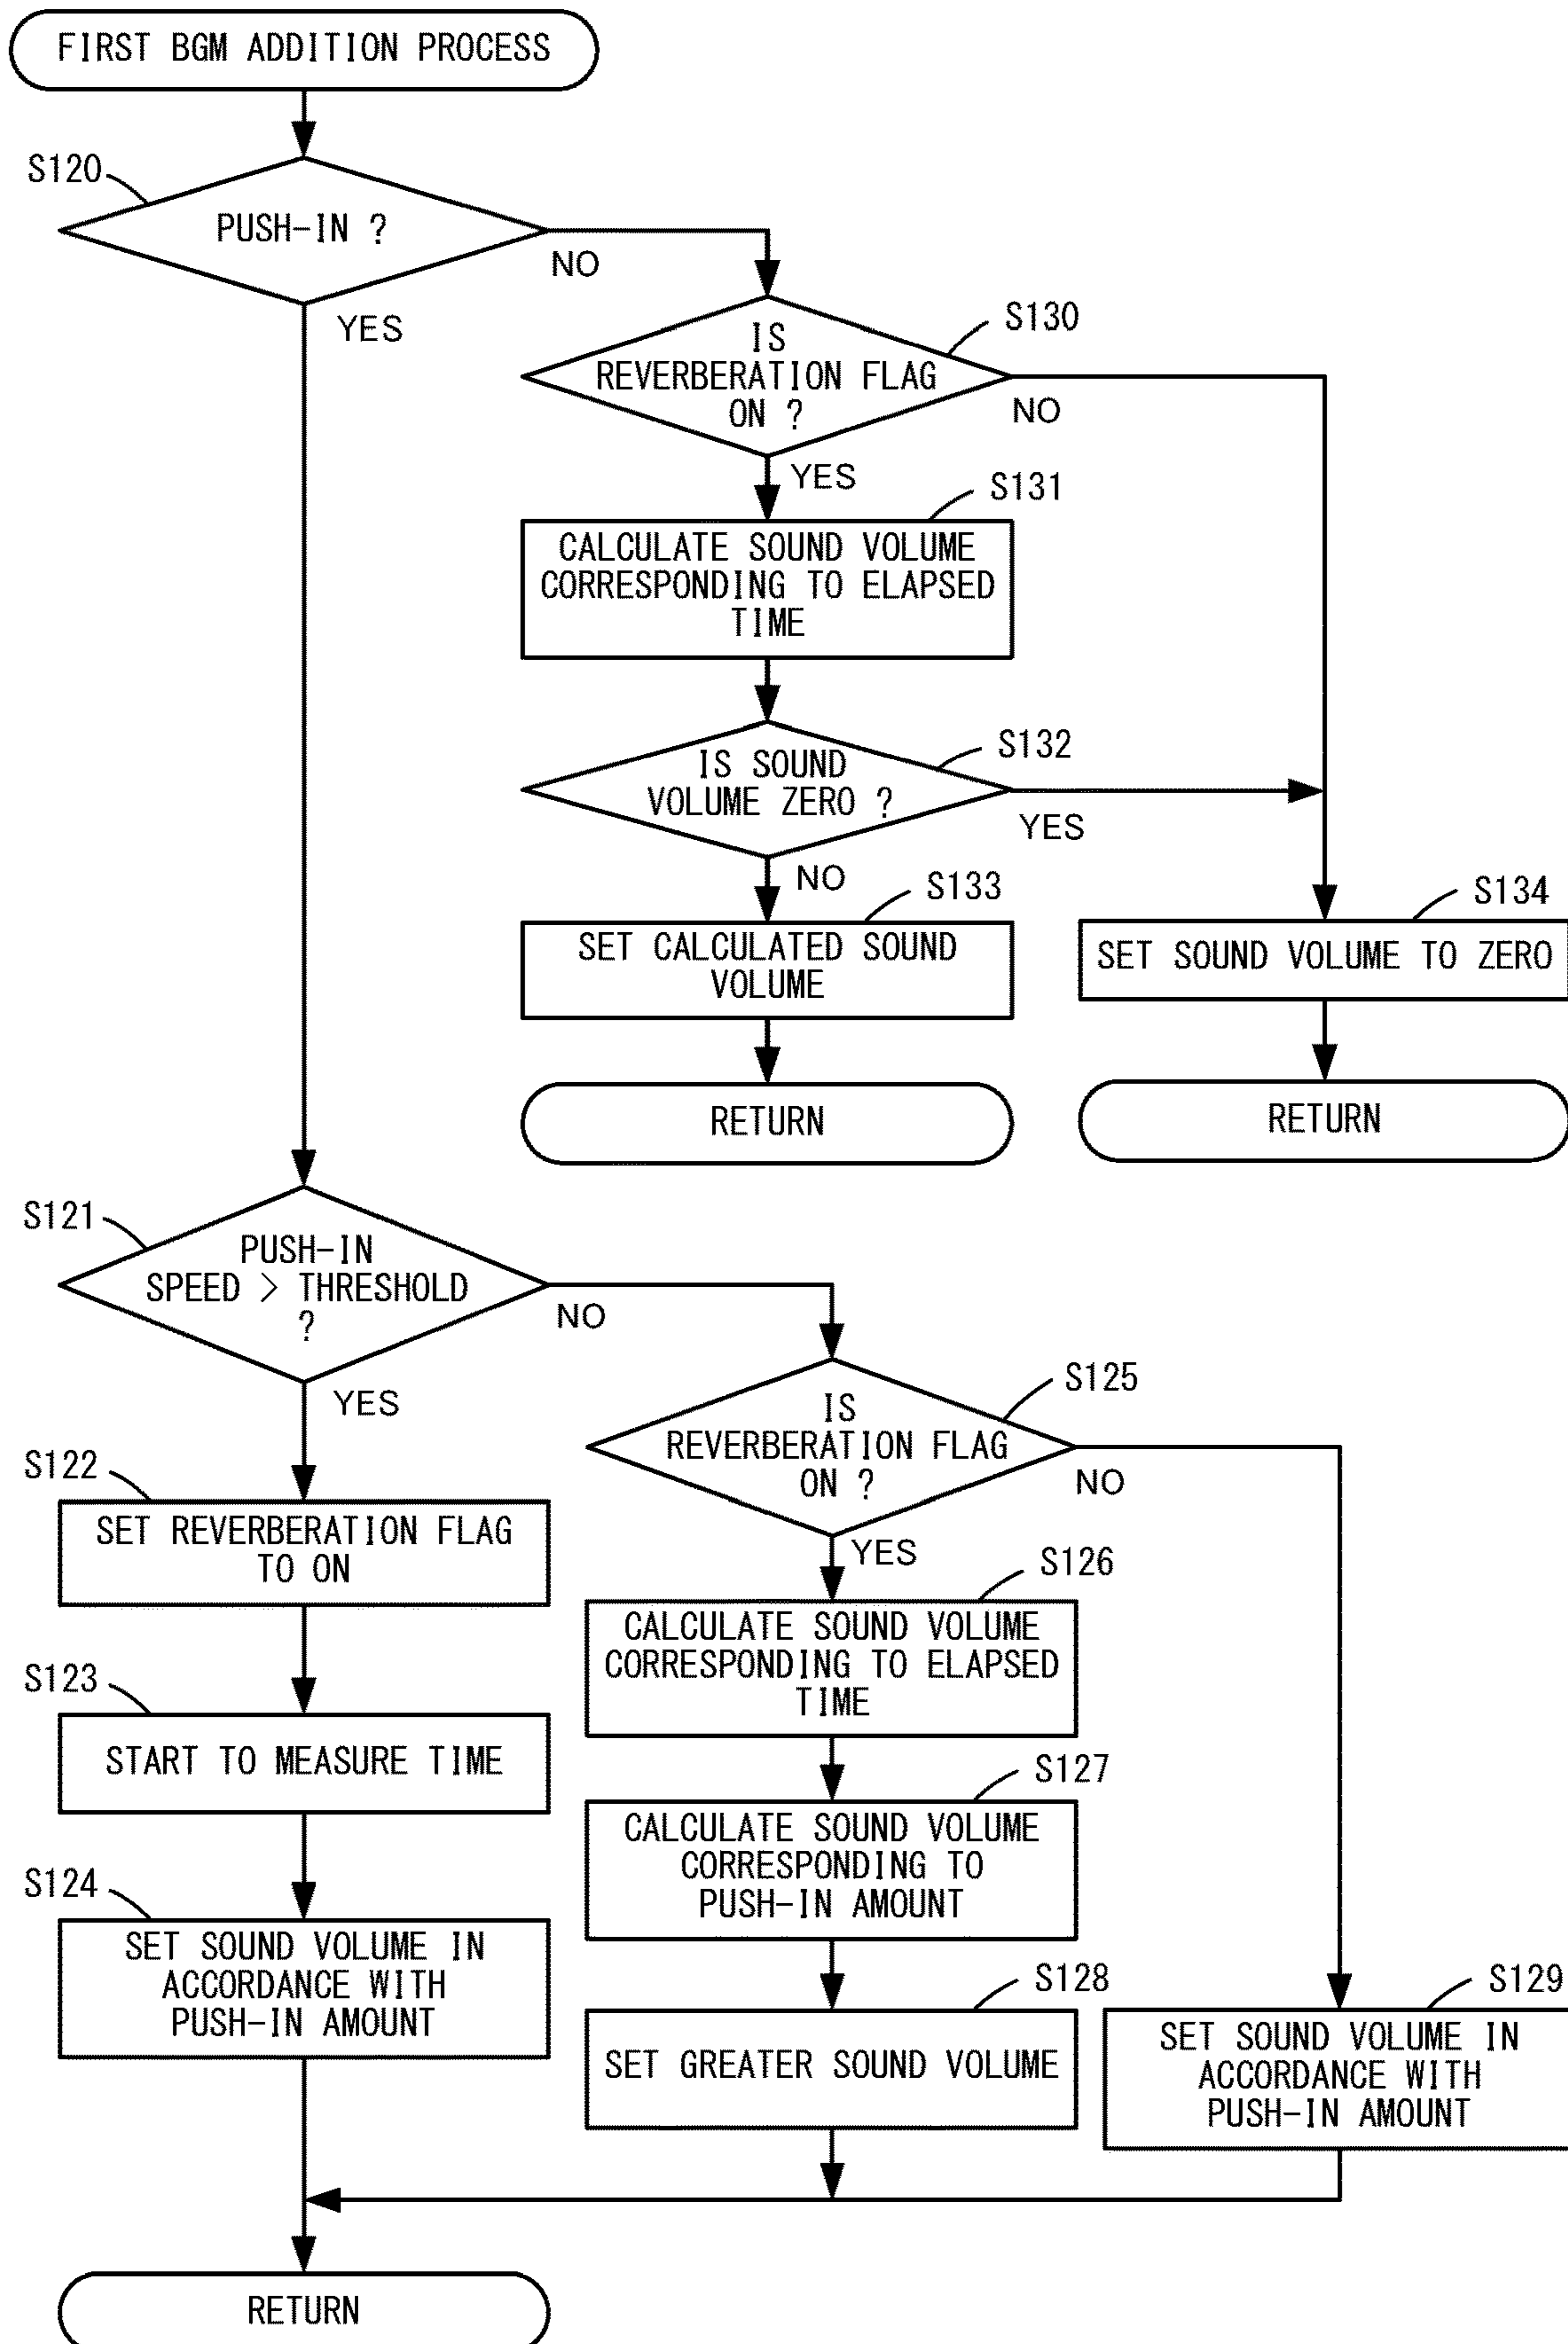 FIRST BGM ADDITION PROCESS
S120
PUSH-IN ?
NO
YES
S130
IS
REVERBERATION FLAG
ON ?
NO
YES
S131
CALCULATE SOUND VOLUME
CORRESPONDING TO ELAPSED
TIME
S132
IS SOUND
VOLUME ZERO ?
YES
NO
S133
SET CALCULATED SOUND
VOLUME
S134
SET SOUND VOLUME TO ZERO
RETURN
RETURN
S121
PUSH-IN
SPEED > THRESHOLD
?
NO
YES
S125
IS
REVERBERATION FLAG
ON ?
NO
YES
S122
SET REVERBERATION FLAG
TO ON
S126
CALCULATE SOUND VOLUME
CORRESPONDING TO ELAPSED
TIME
S123
START TO MEASURE TIME
S127
CALCULATE SOUND VOLUME
CORRESPONDING TO
PUSH-IN AMOUNT
S124
SET SOUND VOLUME IN
ACCORDANCE WITH
PUSH-IN AMOUNT
S128
SET GREATER SOUND VOLUME
S129
SET SOUND VOLUME IN
ACCORDANCE WITH
PUSH-IN AMOUNT
RETURN